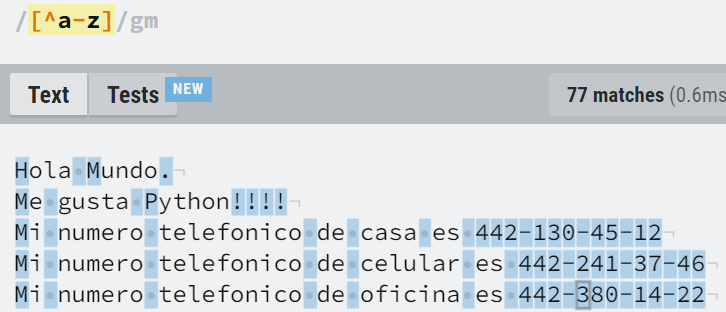 /[^a-z]/gm
Text Tests NEW 77 matches (0.6ms
Hola Mundo.
Me gusta Python!!!!
Mi numero telefonico de casa es 442-130-45-12
Mi numero telefonico de celular es 442-241-37-46
Mi numero telefonico de oficina es 442-380-14-22